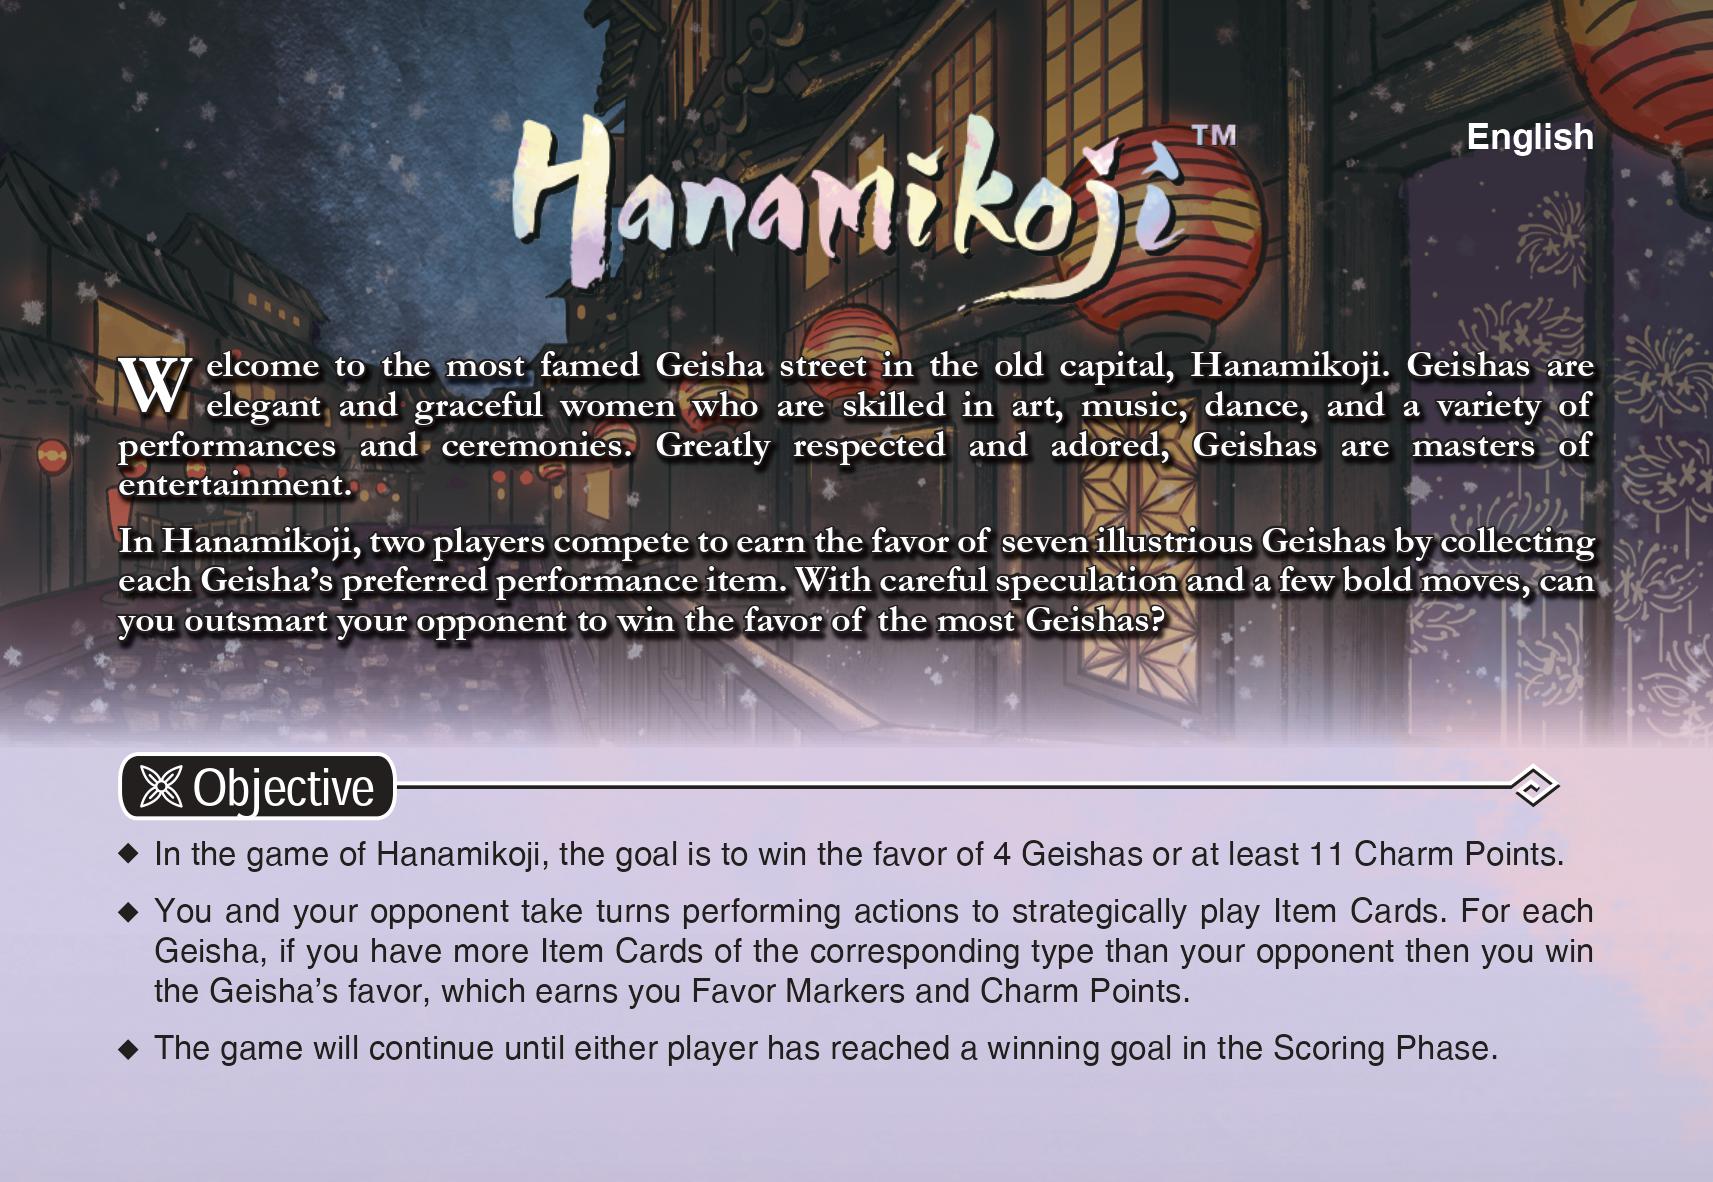 Hanamikoji™
English
Welcome to the most famed Geisha street in the old capital, Hanamikoji. Geishas are
elegant and graceful women who are skilled in art, music, dance, and a variety of
performances and ceremonies. Greatly respected and adored, Geishas are masters of
entertainment.
In Hanamikoji, two players compete to earn the favor of seven illustrious Geishas by collecting
each Geisha’s preferred performance item. With careful speculation and a few bold moves, can
you outsmart your opponent to win the favor of the most Geishas?
Objective
◆ In the game of Hanamikoji, the goal is to win the favor of 4 Geishas or at least 11 Charm Points.
◆ You and your opponent take turns performing actions to strategically play Item Cards. For each
Geisha, if you have more Item Cards of the corresponding type than your opponent then you win
the Geisha’s favor, which earns you Favor Markers and Charm Points.
◆ The game will continue until either player has reached a winning goal in the Scoring Phase.